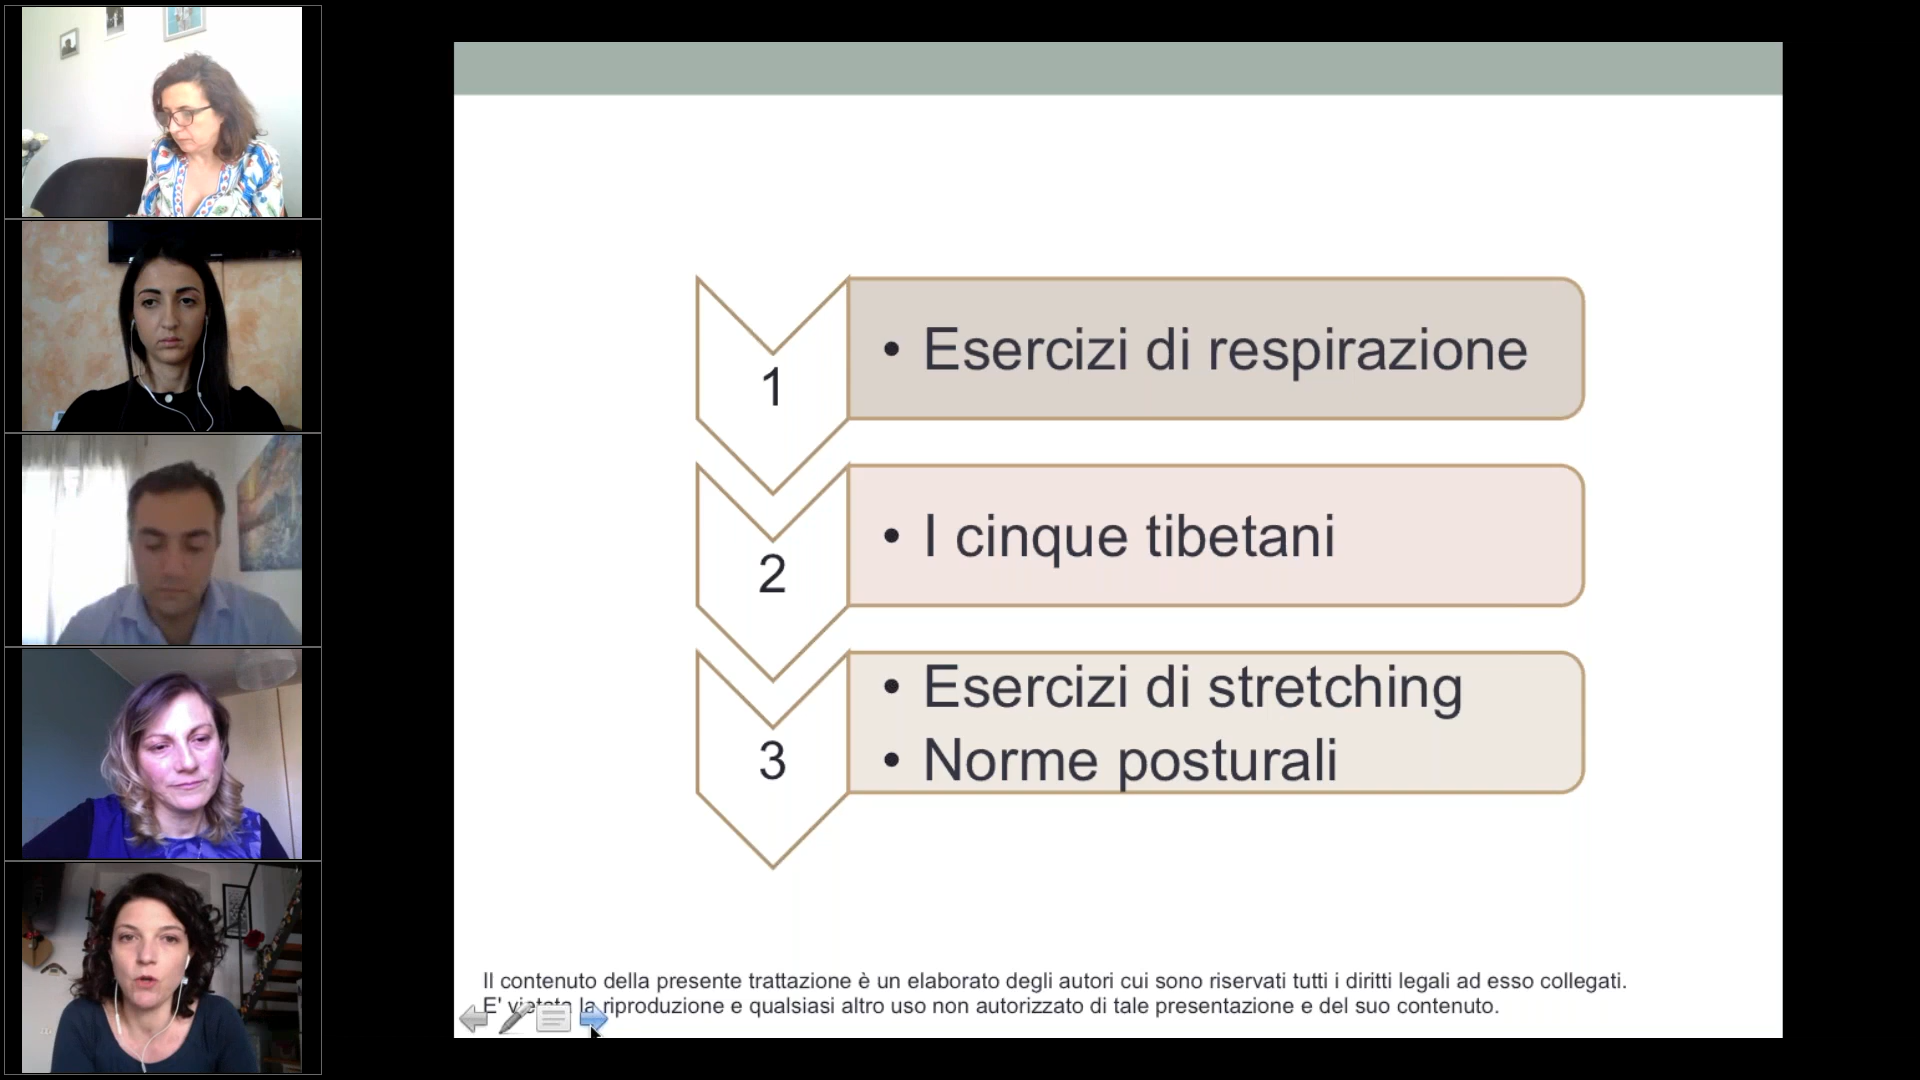 1
• Esercizi di respirazione
2
• I cinque tibetani
3
• Esercizi di stretching
• Norme posturali
Il contenuto della presente trattazione è un elaborato degli autori cui sono riservati tutti i diritti legali ad esso collegati.
E' vietata la riproduzione e qualsiasi altro uso non autorizzato di tale presentazione e del suo contenuto.